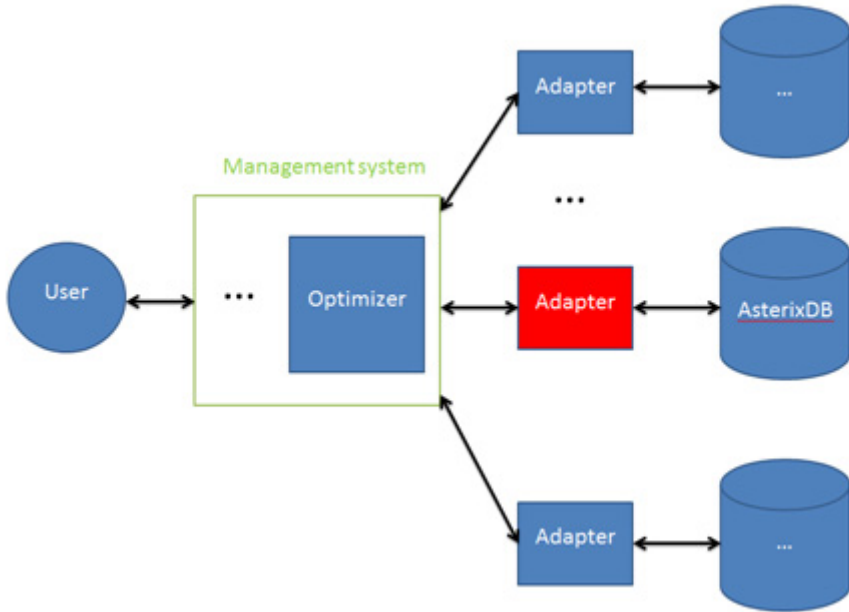 Adapter
...
Management system
...
User
...
Optimizer
Adapter
AsterixDB
Adapter
...